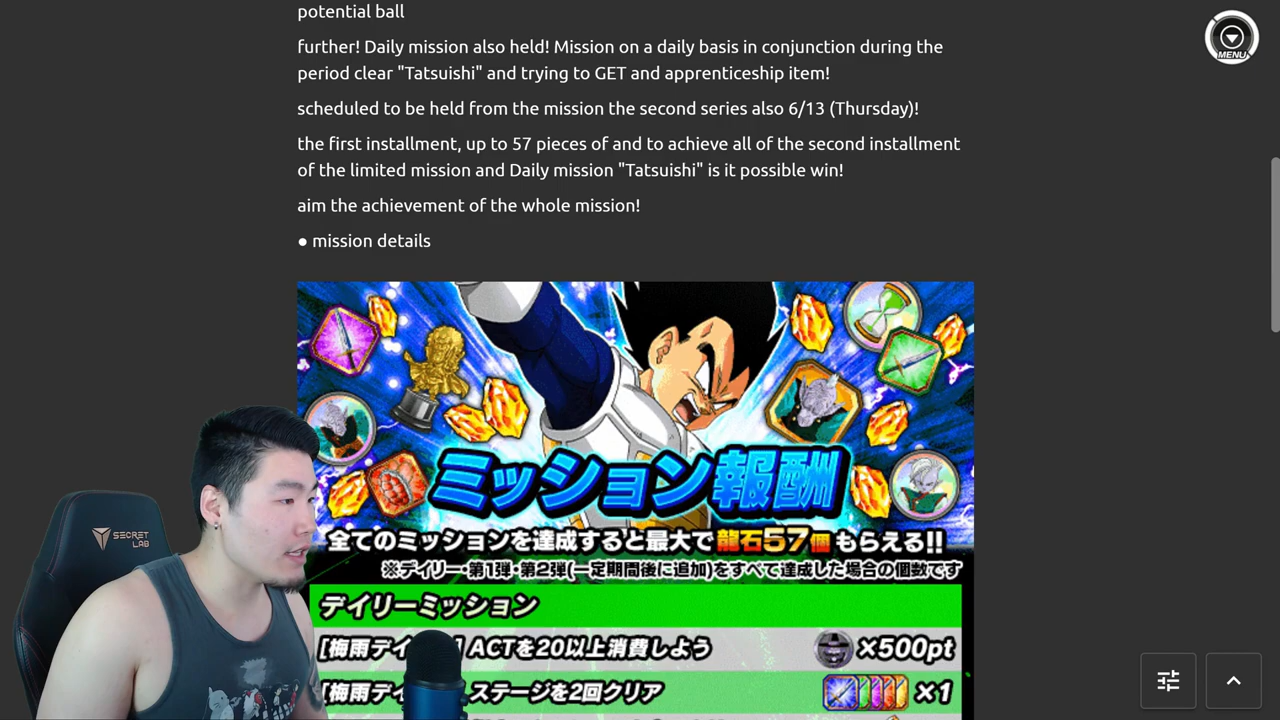 potential ball
further! Daily mission also held! Mission on a daily basis in conjunction during the
period clear "Tatsuishi" and trying to GET and apprenticeship item!
scheduled to be held from the mission the second series also 6/13 (Thursday)!
the first installment, up to 57 pieces of and to achieve all of the second installment
of the limited mission and Daily mission "Tatsuishi" is it possible win!
aim the achievement of the whole mission!
● mission details
MENU
ミッション報酬
全てのミッションを達成すると最大で龍石57個もらえる!!
※デイリー・第1弾・第2弾(一定期間後に追加)をすべて達成した場合の個数です
デイリーミッション
[梅雨デイ ] ACTを20以上消費しよう
×500pt
[梅雨デイ ステージを2回クリア
×1
SECRET
LAB